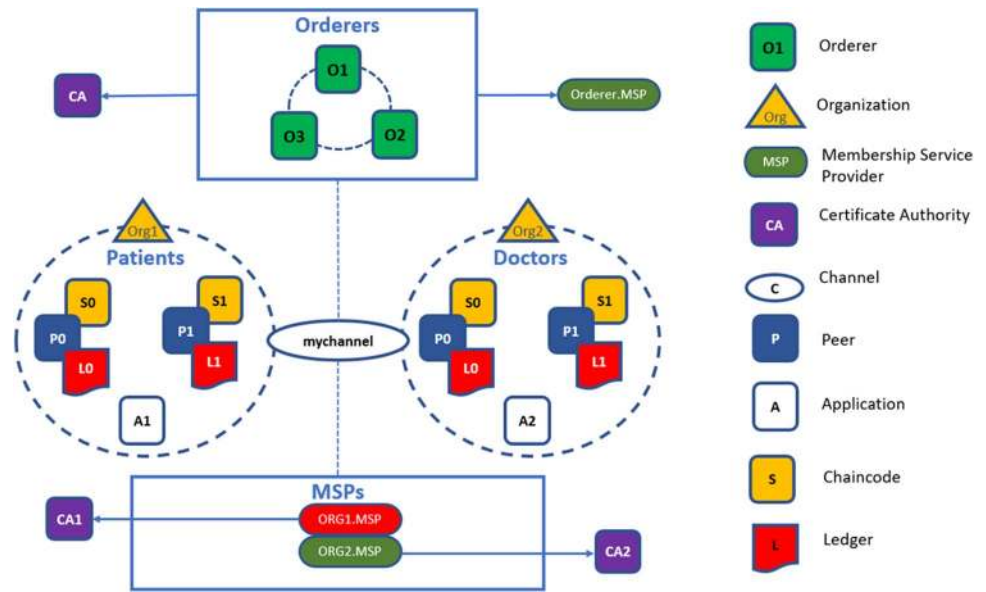 Orderers
O1
O3
O2
CA
Orderer.MSP
Org1
Patients
S0
P0
L0
S1
P1
L1
A1
mychannel
Org2
Doctors
S0
P0
L0
S1
P1
L1
A2
MSPs
ORG1.MSP
ORG2.MSP
CA1
CA2
O1
Orderer
Org
Organization
MSP
Membership Service
Provider
CA
Certificate Authority
C
Channel
P
Peer
A
Application
S
Chaincode
L
Ledger